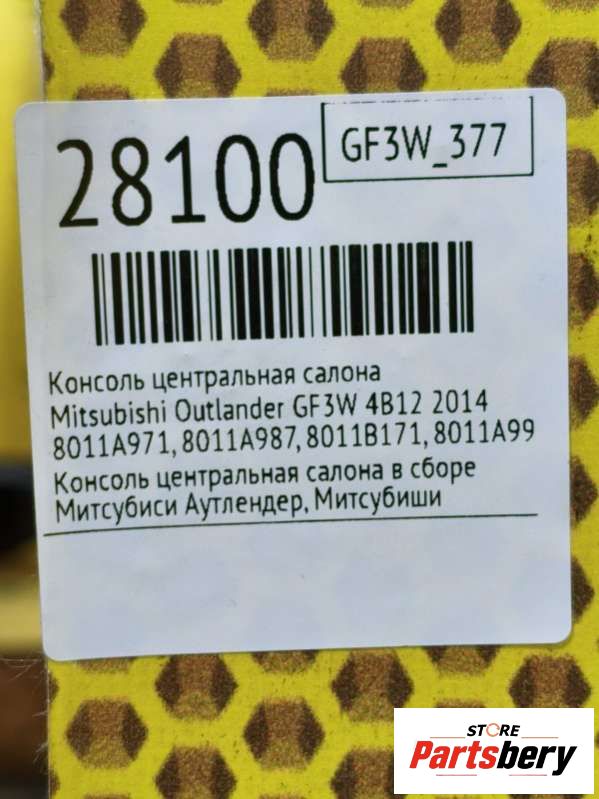 28100
GF3W_377
Консоль центральная салона
Mitsubishi Outlander GF3W 4B12 2014
8011A971, 8011A987, 8011B171, 8011A99
Консоль центральная салона в сборе
Митсубиси Аутлендер, Митсубиши
STORE
Partsbery